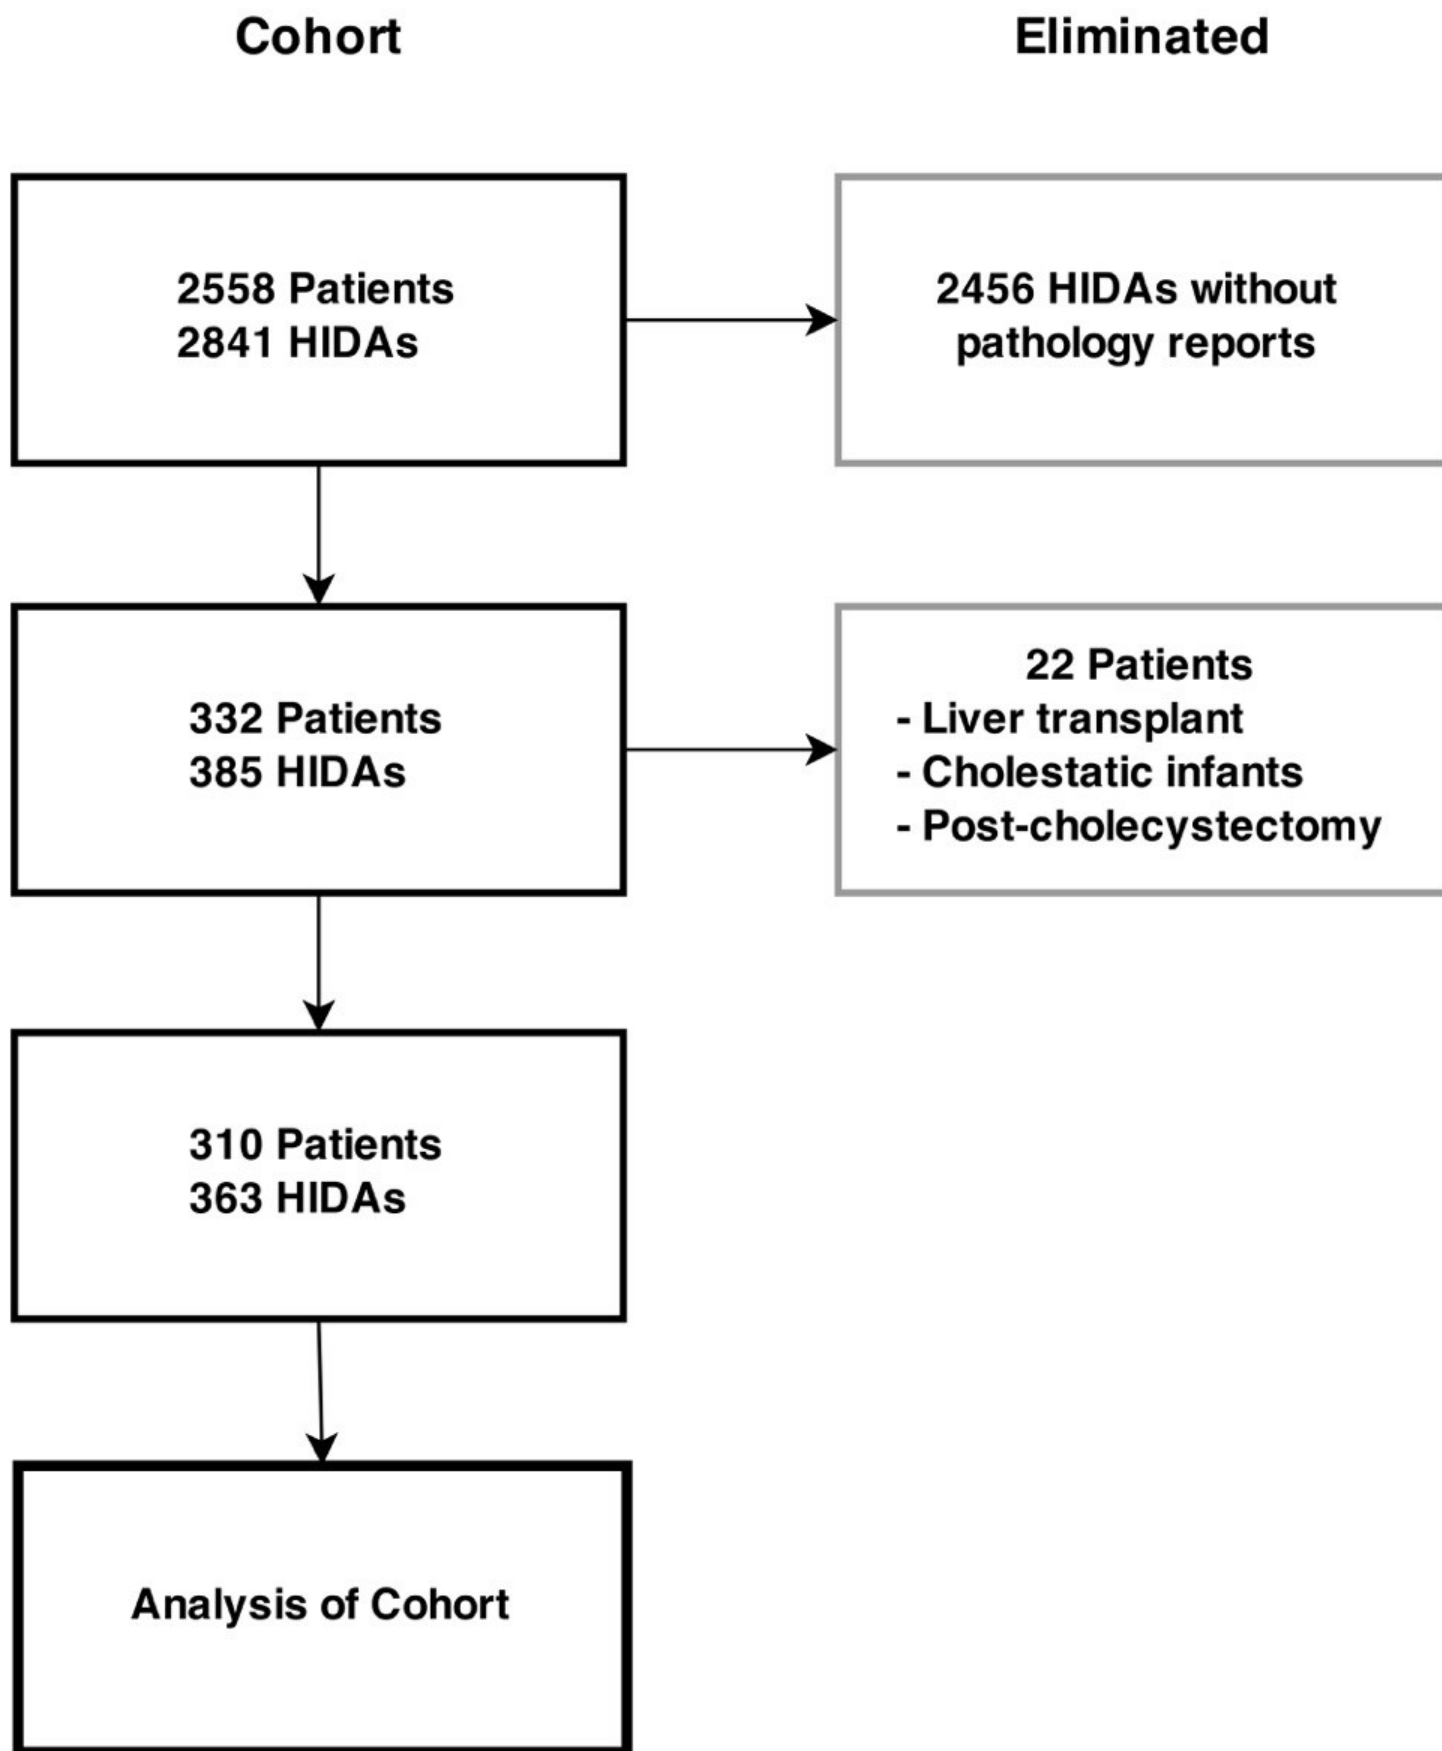 Cohort
Eliminated
2558 Patients
2841 HIDAs
2456 HIDAs without
pathology reports
332 Patients
385 HIDAs
22 Patients
- Liver transplant
- Cholestatic infants
- Post-cholecystectomy
310 Patients
363 HIDAs
Analysis of Cohort